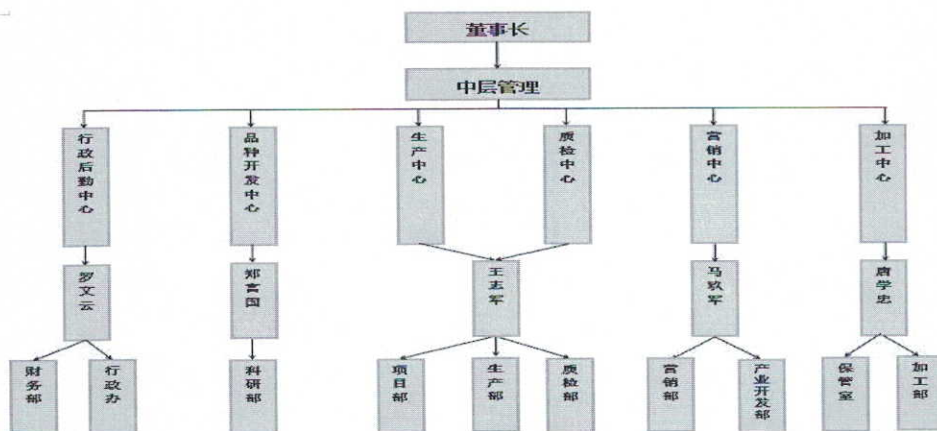 董事长
中层管理
行政后勤中心
品种开发中心
生产中心
质检中心
营销中心
加工中心
罗文云
郑富国
王志军
马玖军
唐学忠
财务部
行政办
科研部
项目部
生产部
质检部
营销部
产业开发部
保管室
加工部